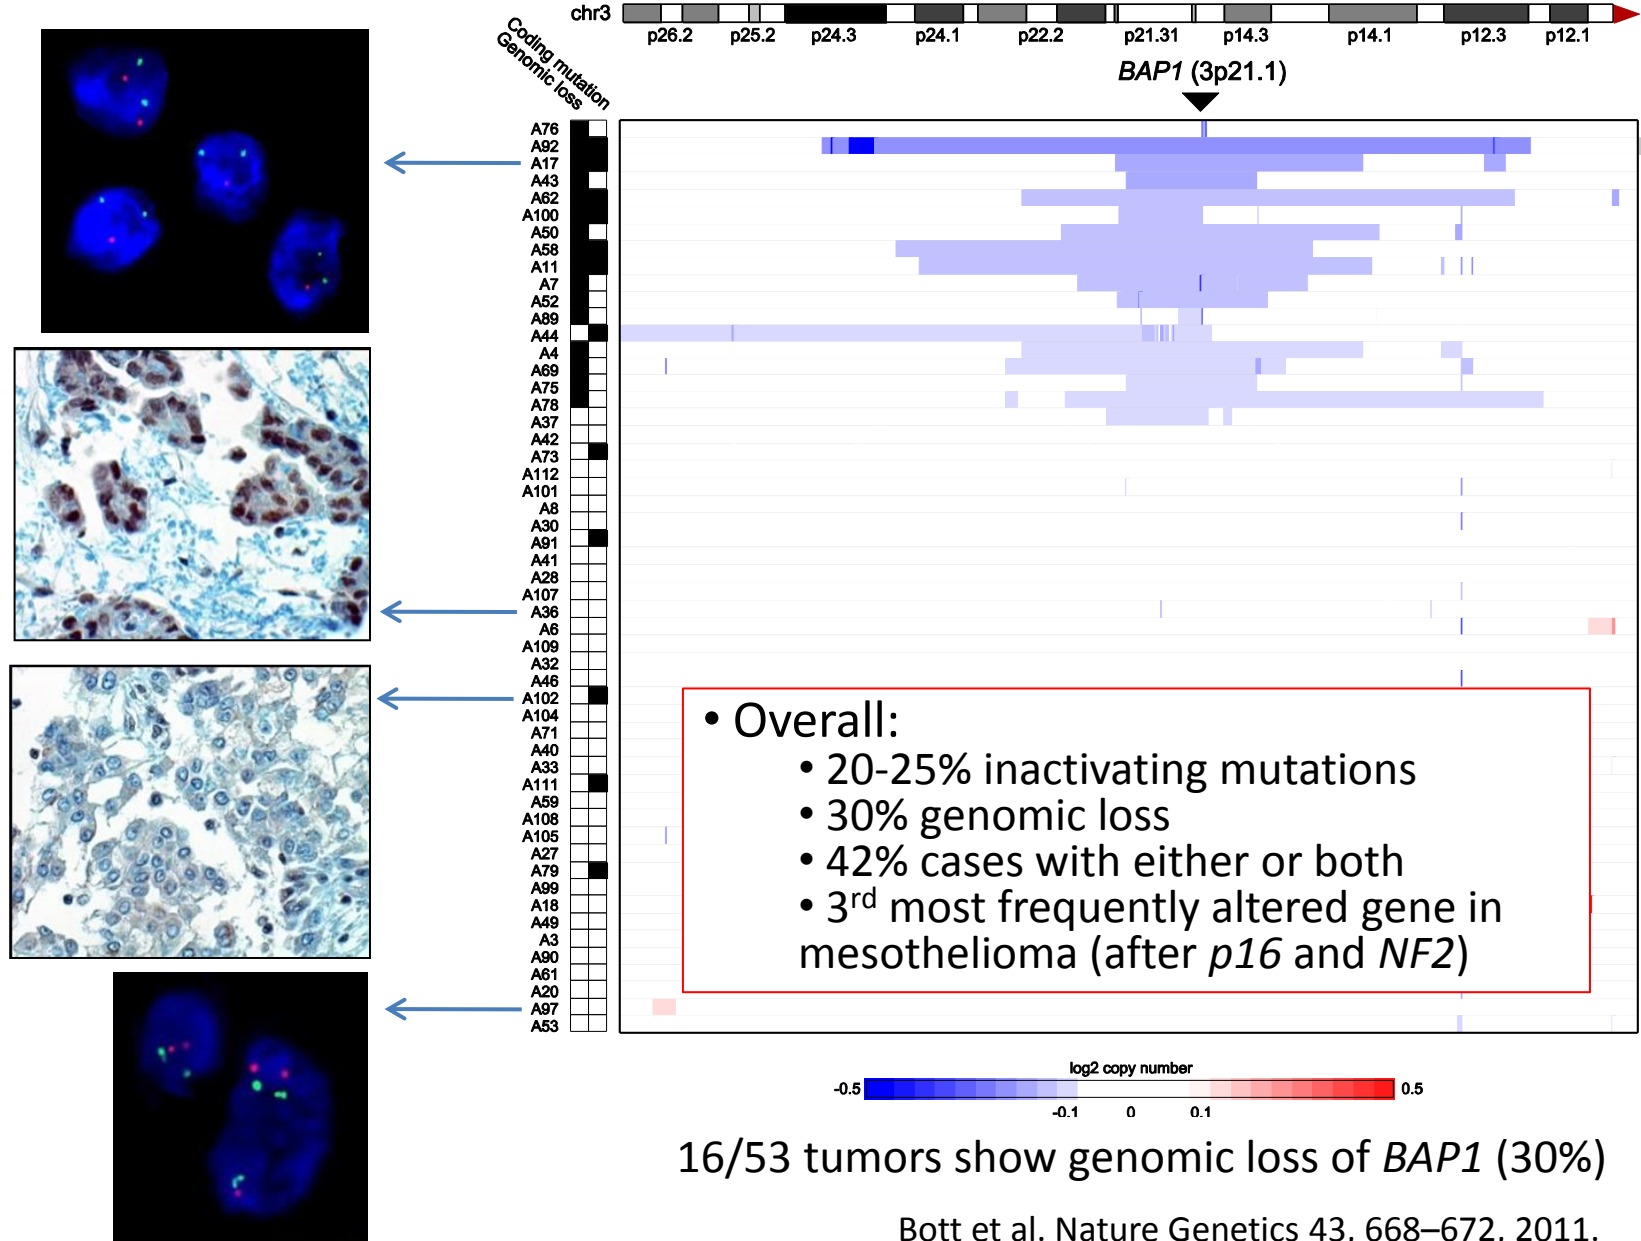 chr3
p26.2 p25.2 p24.3 p24.1 p22.2 p21.31 p14.3 p14.1 p12.3 p12.1
BAP1 (3p21.1)
Coding mutation
Genomic loss
A76
A92
A17
A43
A62
A100
A50
A58
A11
A7
A52
A89
A44
A4
A69
A75
A78
A37
A42
A73
A112
A101
A8
A30
A91
A41
A28
A107
A36
A6
A109
A32
A46
A102
A104
A71
A40
A33
A111
A59
A108
A105
A27
A79
A99
A18
A49
A3
A90
A61
A20
A97
A53
• Overall:
• 20-25% inactivating mutations
• 30% genomic loss
• 42% cases with either or both
• 3rd most frequently altered gene in
mesothelioma (after p16 and NF2)
log2 copy number
-0.5 0.5
-0.1 0 0.1
16/53 tumors show genomic loss of BAP1 (30%)
Bott et al. Nature Genetics 43, 668–672, 2011.